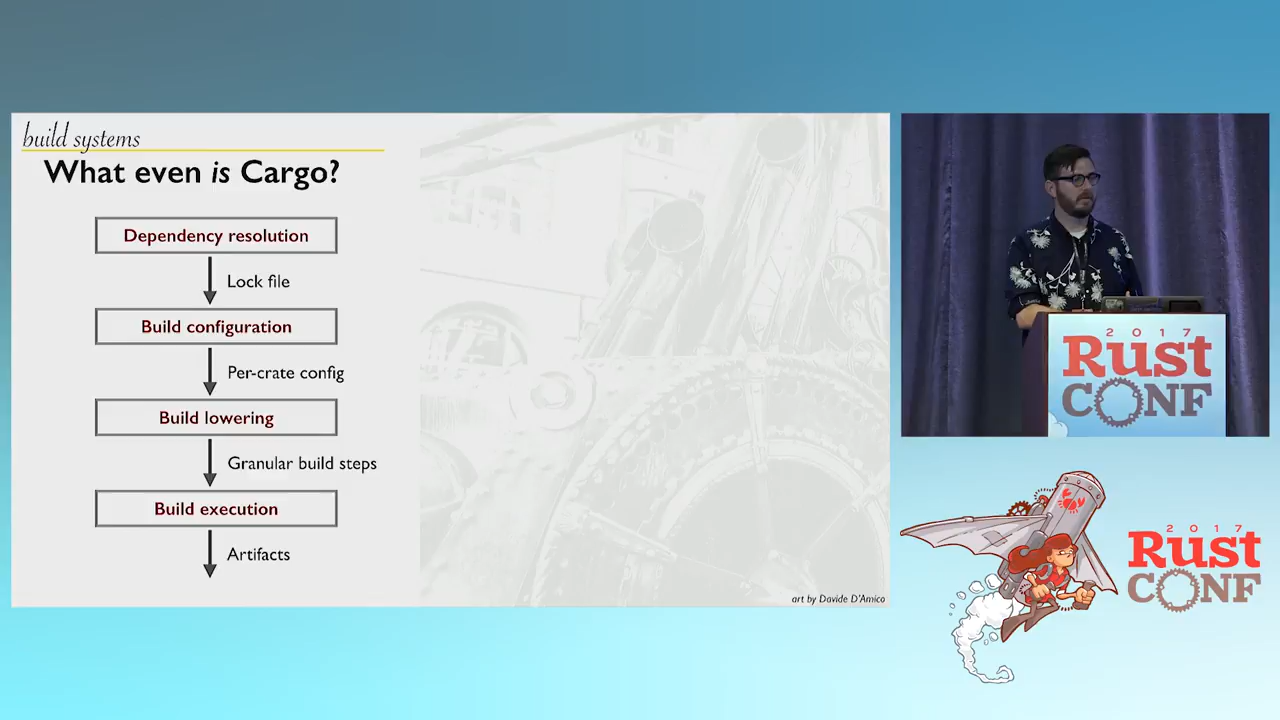 build systems
What even is Cargo?
Dependency resolution
Lock file
Build configuration
Per-crate config
Build lowering
Granular build steps
Build execution
Artifacts
art by Davide D'Amico
2017
Rust
CONF
2017
Rust
CONF